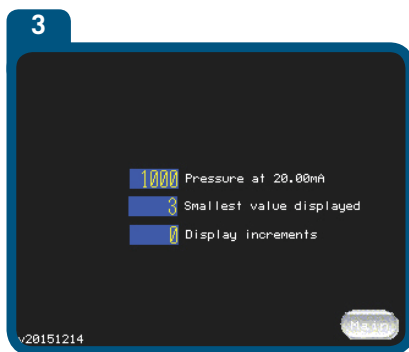 3
1000 Pressure at 20.00mA
3 Smallest value displayed
0 Display increments
Main
v20151214